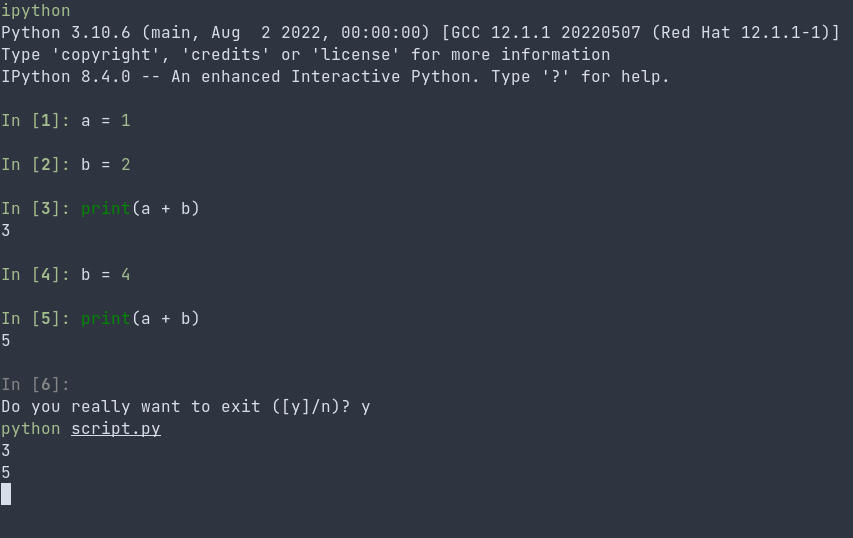 ipython
Python 3.10.6 (main, Aug  2 2022, 00:00:00) [GCC 12.1.1 20220507 (Red Hat 12.1.1-1)]
Type 'copyright', 'credits' or 'license' for more information
IPython 8.4.0 -- An enhanced Interactive Python. Type '?' for help.
In [1]: a = 1
In [2]: b = 2
In [3]: print(a + b)
3
In [4]: b = 4
In [5]: print(a + b)
5
In [6]:
Do you really want to exit ([y]/n)? y
python script.py
3
5